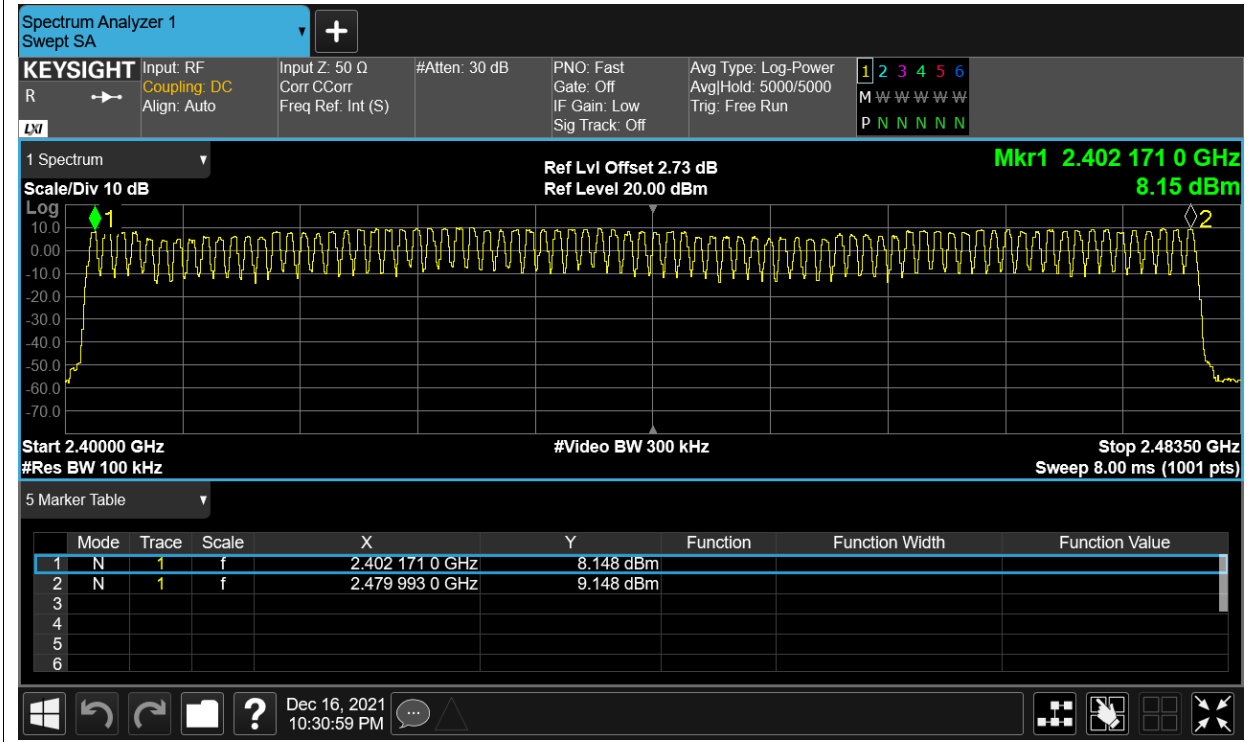 Spectrum Analyzer 1
Swept SA
KEYSIGHT
R
LXI
Input: RF
Coupling: DC
Align: Auto
Input Z: 50 Ω
Corr CCorr
Freq Ref: Int (S)
#Atten: 30 dB
PNO: Fast
Gate: Off
IF Gain: Low
Sig Track: Off
Avg Type: Log-Power
Avg|Hold: 5000/5000
Trig: Free Run
1 2 3 4 5 6
M W W W W W
P N N N N N
1 Spectrum
Scale/Div 10 dB
Ref Lvl Offset 2.73 dB
Ref Level 20.00 dBm
Mkr1 2.402 171 0 GHz
8.15 dBm
Log
10.0
0.00
-10.0
-20.0
-30.0
-40.0
-50.0
-60.0
-70.0
1
2
Start 2.40000 GHz
#Res BW 100 kHz
#Video BW 300 kHz
Stop 2.48350 GHz
Sweep 8.00 ms (1001 pts)
5 Marker Table
Mode Trace Scale X Y Function Function Width Function Value
1 N 1 f 2.402 171 0 GHz 8.148 dBm
2 N 1 f 2.479 993 0 GHz 9.148 dBm
3
4
5
6
?
Dec 16, 2021
10:30:59 PM